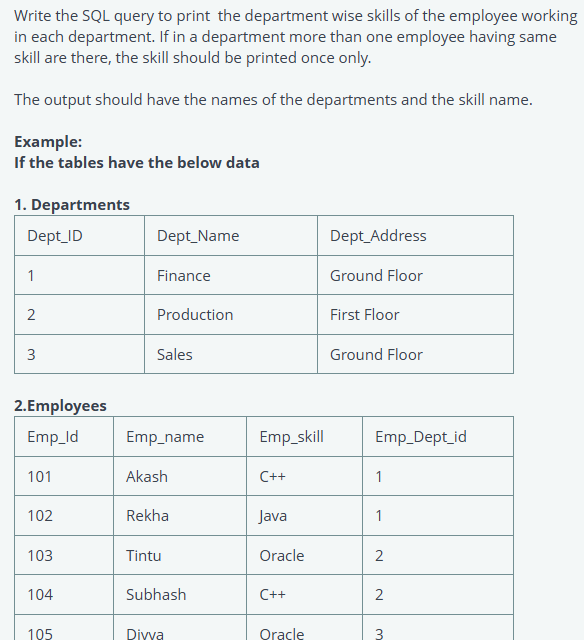 Write the SQL query to print  the department wise skills of the employee working
in each department. If in a department more than one employee having same
skill are there, the skill should be printed once only.
The output should have the names of the departments and the skill name.
Example:
If the tables have the below data
1. Departments
Dept_ID Dept_Name Dept_Address
1 Finance Ground Floor
2 Production First Floor
3 Sales Ground Floor
2.Employees
Emp_Id Emp_name Emp_skill Emp_Dept_id
101 Akash C++ 1
102 Rekha Java 1
103 Tintu Oracle 2
104 Subhash C++ 2
105 Divya Oracle 3